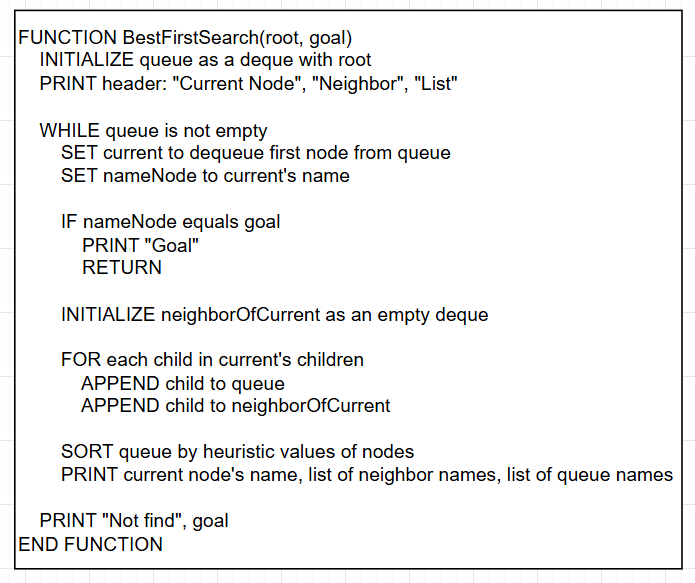 FUNCTION BestFirstSearch(root, goal)
INITIALIZE queue as a deque with root
PRINT header: "Current Node", "Neighbor", "List"
WHILE queue is not empty
SET current to dequeue first node from queue
SET nameNode to current's name
IF nameNode equals goal
PRINT "Goal"
RETURN
INITIALIZE neighborOfCurrent as an empty deque
FOR each child in current's children
APPEND child to queue
APPEND child to neighborOfCurrent
SORT queue by heuristic values of nodes
PRINT current node's name, list of neighbor names, list of queue names
PRINT "Not find", goal
END FUNCTION